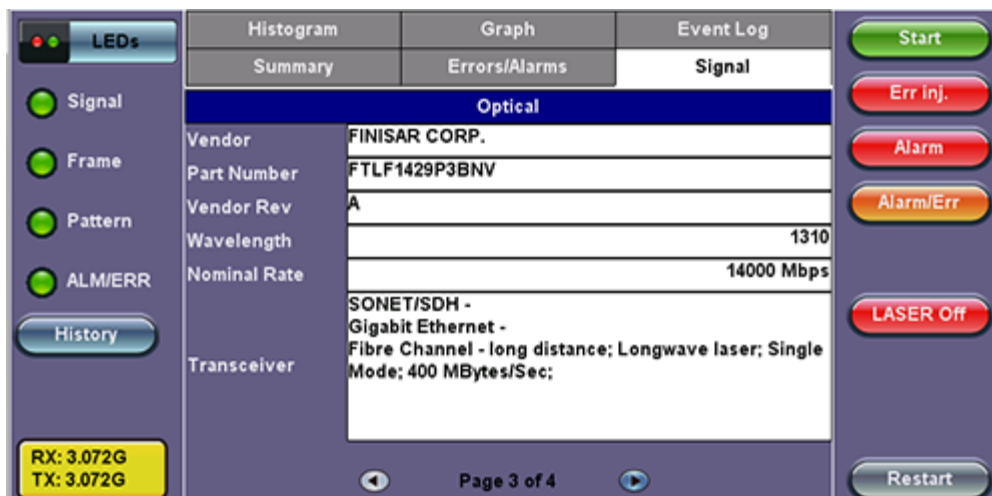 LEDs
Signal
Frame
Pattern
ALM/ERR
History
RX: 3.072G
TX: 3.072G
Histogram Graph Event Log
Summary Errors/Alarms Signal
Optical
Vendor FINISAR CORP.
Part Number FTLF1429P3BNV
Vendor Rev A
Wavelength 1310
Nominal Rate 14000 Mbps
Transceiver
SONET/SDH -
Gigabit Ethernet -
Fibre Channel - long distance; Longwave laser; Single
Mode; 400 MBytes/Sec;
Page 3 of 4
Start
Err inj.
Alarm
Alarm/Err
LASER Off
Restart